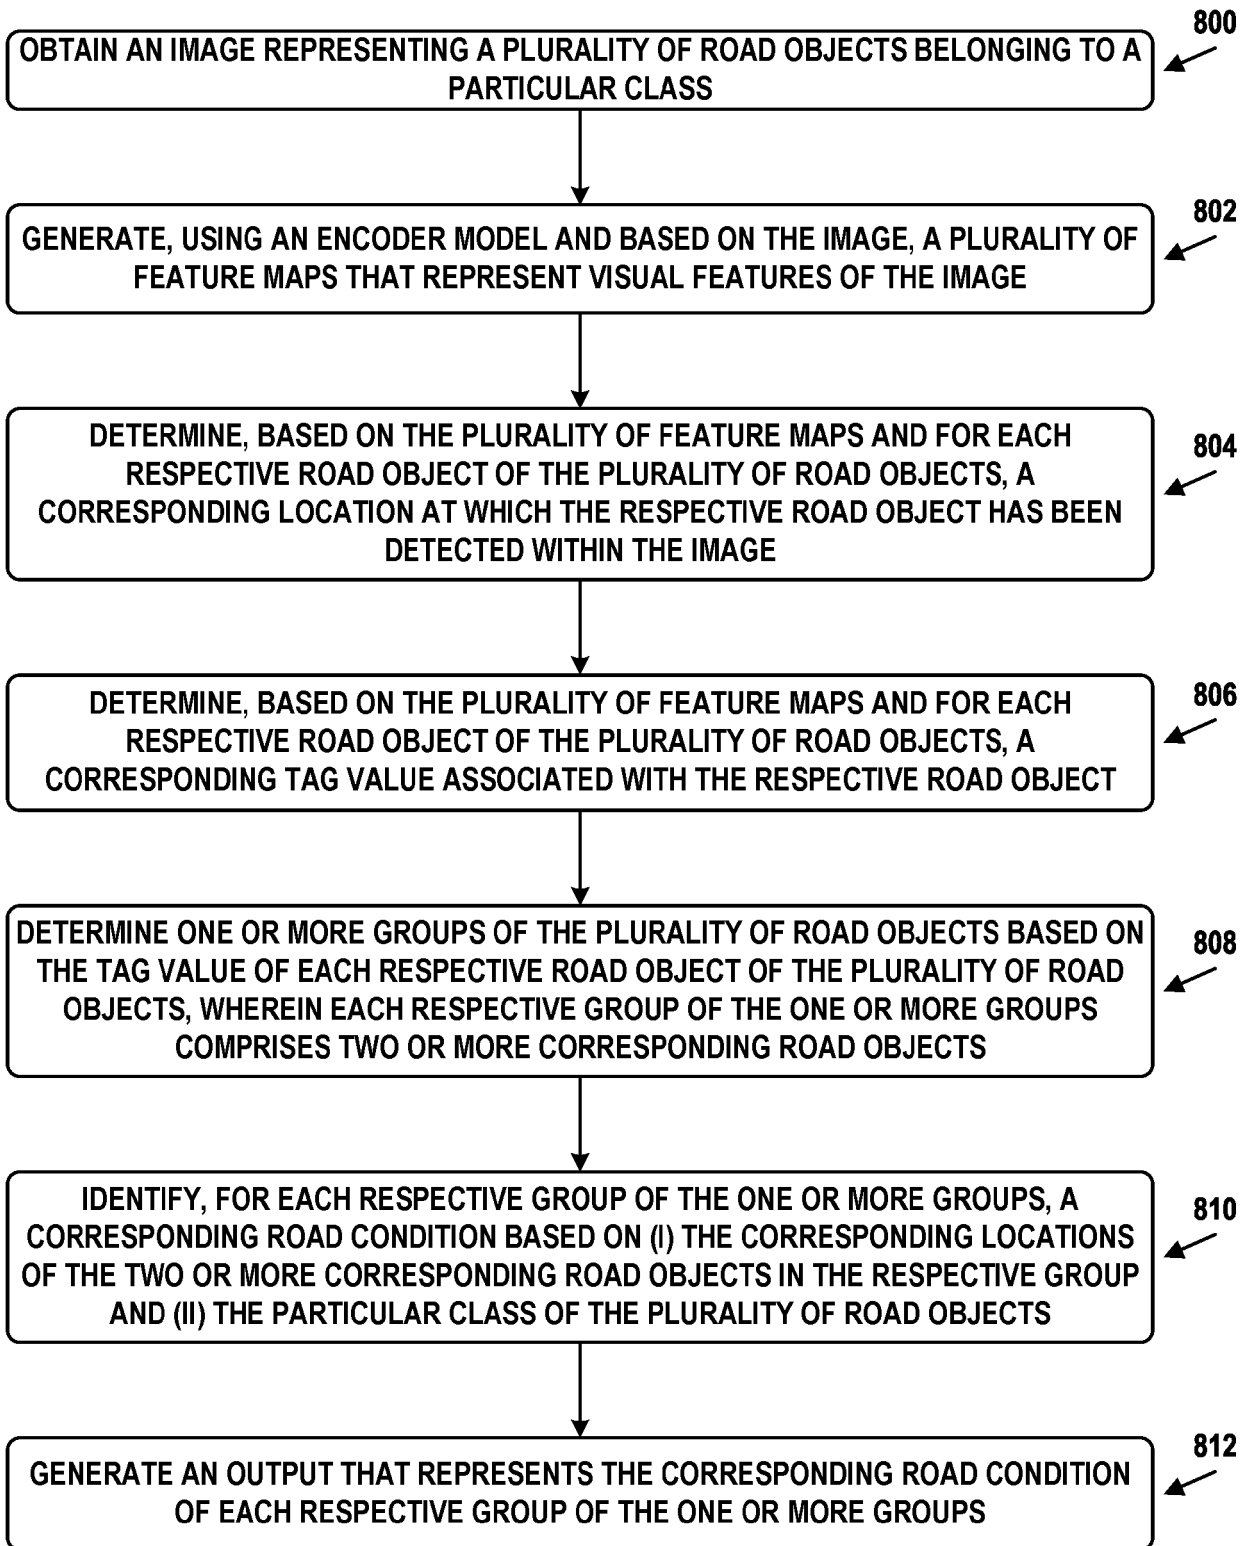 800
OBTAIN AN IMAGE REPRESENTING A PLURALITY OF ROAD OBJECTS BELONGING TO A
PARTICULAR CLASS
802
GENERATE, USING AN ENCODER MODEL AND BASED ON THE IMAGE, A PLURALITY OF
FEATURE MAPS THAT REPRESENT VISUAL FEATURES OF THE IMAGE
804
DETERMINE, BASED ON THE PLURALITY OF FEATURE MAPS AND FOR EACH
RESPECTIVE ROAD OBJECT OF THE PLURALITY OF ROAD OBJECTS, A
CORRESPONDING LOCATION AT WHICH THE RESPECTIVE ROAD OBJECT HAS BEEN
DETECTED WITHIN THE IMAGE
806
DETERMINE, BASED ON THE PLURALITY OF FEATURE MAPS AND FOR EACH
RESPECTIVE ROAD OBJECT OF THE PLURALITY OF ROAD OBJECTS, A
CORRESPONDING TAG VALUE ASSOCIATED WITH THE RESPECTIVE ROAD OBJECT
808
DETERMINE ONE OR MORE GROUPS OF THE PLURALITY OF ROAD OBJECTS BASED ON
THE TAG VALUE OF EACH RESPECTIVE ROAD OBJECT OF THE PLURALITY OF ROAD
OBJECTS, WHEREIN EACH RESPECTIVE GROUP OF THE ONE OR MORE GROUPS
COMPRISES TWO OR MORE CORRESPONDING ROAD OBJECTS
810
IDENTIFY, FOR EACH RESPECTIVE GROUP OF THE ONE OR MORE GROUPS, A
CORRESPONDING ROAD CONDITION BASED ON (I) THE CORRESPONDING LOCATIONS
OF THE TWO OR MORE CORRESPONDING ROAD OBJECTS IN THE RESPECTIVE GROUP
AND (II) THE PARTICULAR CLASS OF THE PLURALITY OF ROAD OBJECTS
812
GENERATE AN OUTPUT THAT REPRESENTS THE CORRESPONDING ROAD CONDITION
OF EACH RESPECTIVE GROUP OF THE ONE OR MORE GROUPS